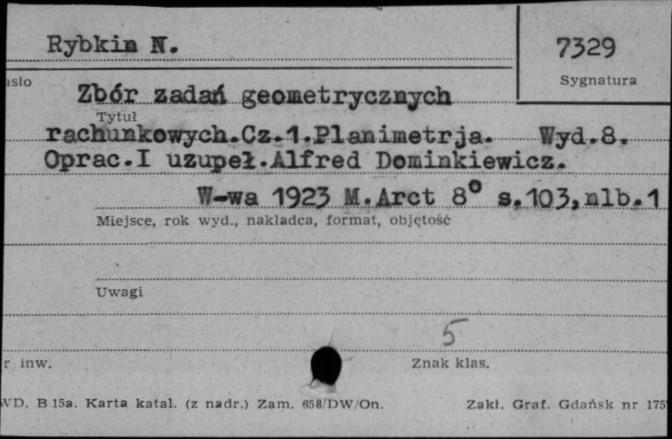 Rybkin N.
7329
asło
Sygnatura
Zbór zadań geometrycznych
Tytuł
rachunkowych.Cz.1.Planimetrja. Wyd.8.
Oprac.I uzupeł.Alfred Dominkiewicz.
W-wa 1923 M.Arct 8° s.103,nlb.1
Miejsce, rok wyd., nakładca, format, objętość
Uwagi
5
r inw.
Znak klas.
WD. B 15a. Karta katal. (z nadr.) Zam. 658/DW/On.
Zakł. Graf. Gdańsk nr 175